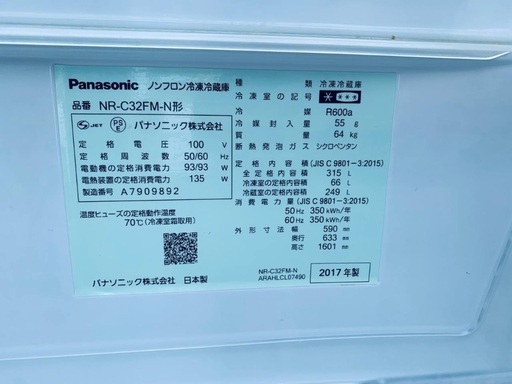 Panasonic ノンフロン冷凍冷蔵庫
品番 NR-C32FM-N形
JET PSE パナソニック株式会社
定格電圧 100 V
定格周波数 50/60 Hz
電動機の定格消費電力 93/93 W
電熱装置の定格消費電力 135 W
製造番号 A7909892
温度ヒューズの定格動作温度
70℃(冷凍室霜取用)
パナソニック株式会社 日本製
種類 冷凍冷蔵庫
冷凍室の記号
冷媒 R600a
冷媒封入量 55 g
質量 64 kg
断熱発泡ガス シクロペンタン
定格内容積 (JIS C 9801-3:2015)
全定格内容積 315 L
冷凍室の定格内容積 66 L
冷蔵室の定格内容積 249 L
消費電力量 (JIS C 9801-3:2015)
50 Hz 350 kWh/年
60 Hz 350 kWh/年
外形寸法 幅 590 mm
奥行 633 mm
高さ 1601 mm
NR-C32FM-N
ARAHLCL07490
2017年製